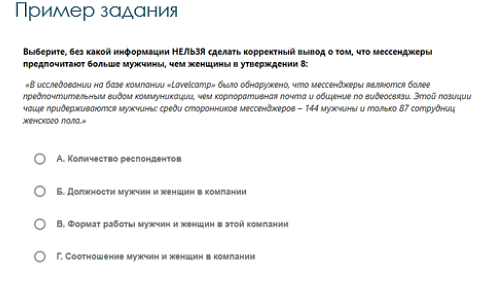 Пример задания
Выберите, без какой информации НЕЛЬЗЯ сделать корректный вывод о том, что мессенджеры
предпочитают больше мужчины, чем женщины в утверждении 8:
«В исследовании на базе компании «Lavelcamp» было обнаружено, что мессенджеры являются более
предпочтительным видом коммуникации, чем корпоративная почта и общение по видеосвязи. Этой позиции
чаще придерживаются мужчины: среди сторонников мессенджеров – 144 мужчины и только 87 сотрудниц
женского пола.»
А. Количество респондентов
Б. Должности мужчин и женщин в компании
В. Формат работы мужчин и женщин в этой компании
Г. Соотношение мужчин и женщин в компании